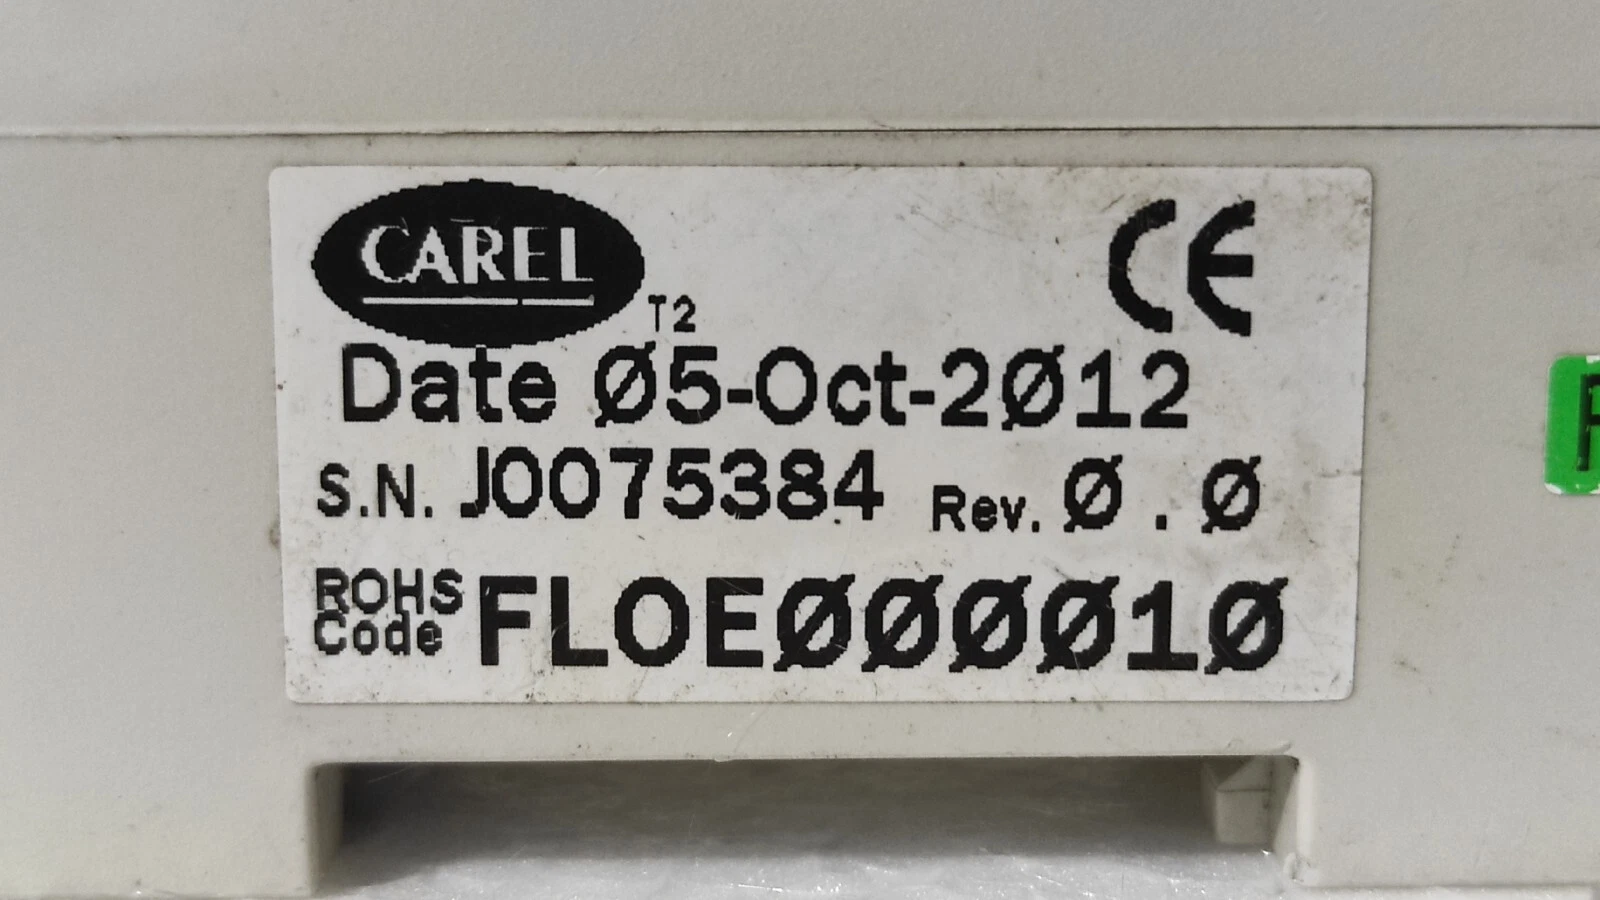 CAREL
T2
CE
Date Ø5-Oct-2Ø12
S.N. J0075384 Rev. Ø.Ø
ROHS Code FLOEØØØØ1Ø